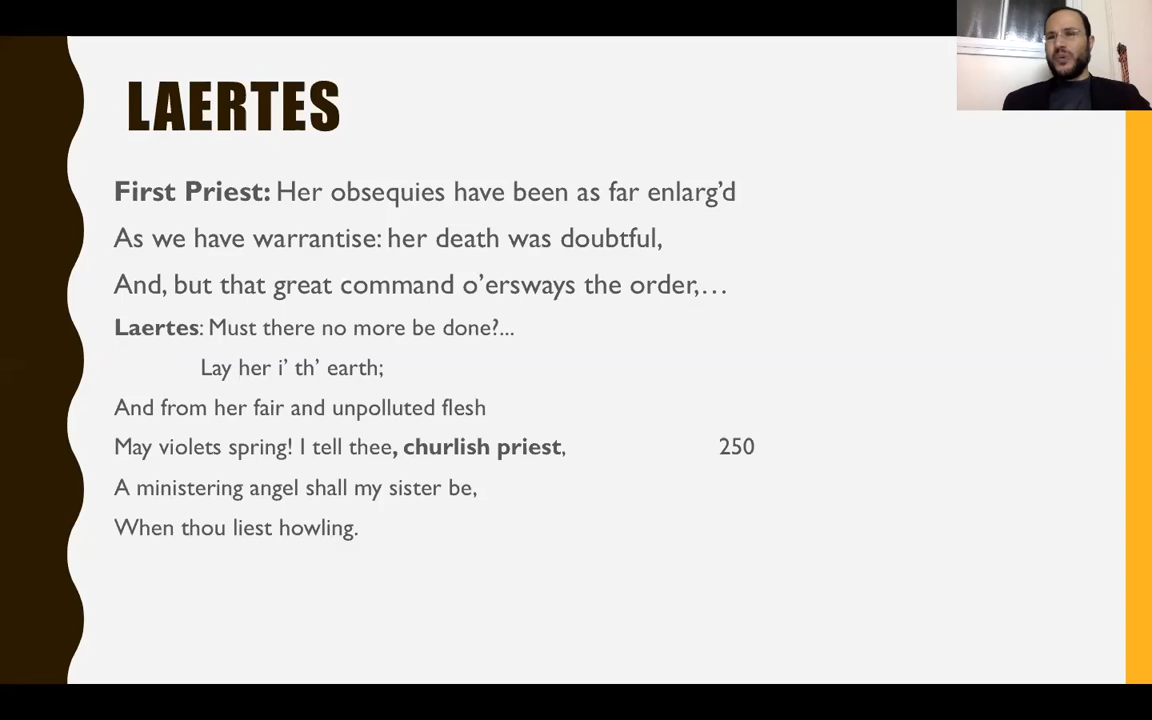 LAERTES
First Priest: Her obsequies have been as far enlarg’d
As we have warrantise: her death was doubtful,
And, but that great command o’ersways the order,…
Laertes: Must there no more be done?...
Lay her i’ th’ earth;
And from her fair and unpolluted flesh
May violets spring! I tell thee, churlish priest, 250
A ministering angel shall my sister be,
When thou liest howling.